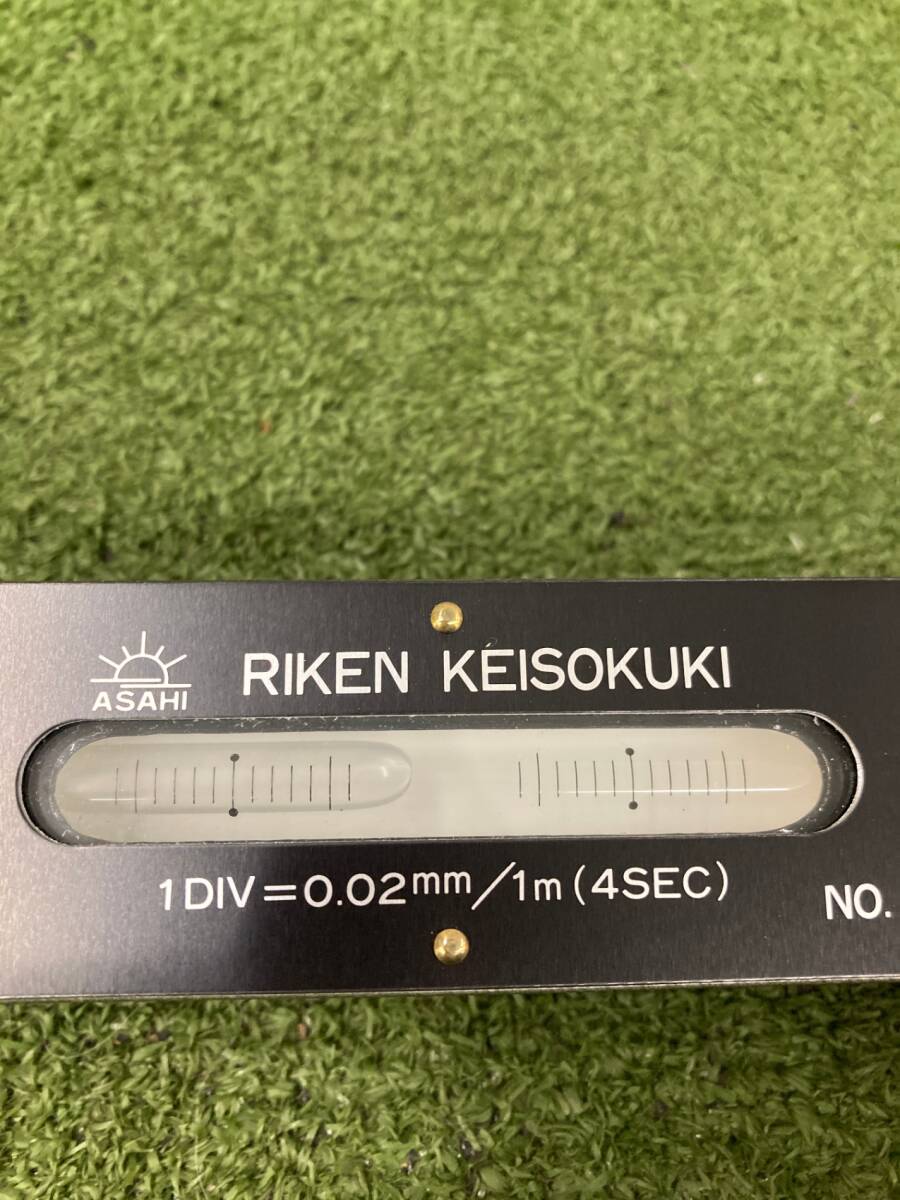 ASAHI
RIKEN KEISOKUKI
1DIV=0.02mm/1m(4SEC)
NO.